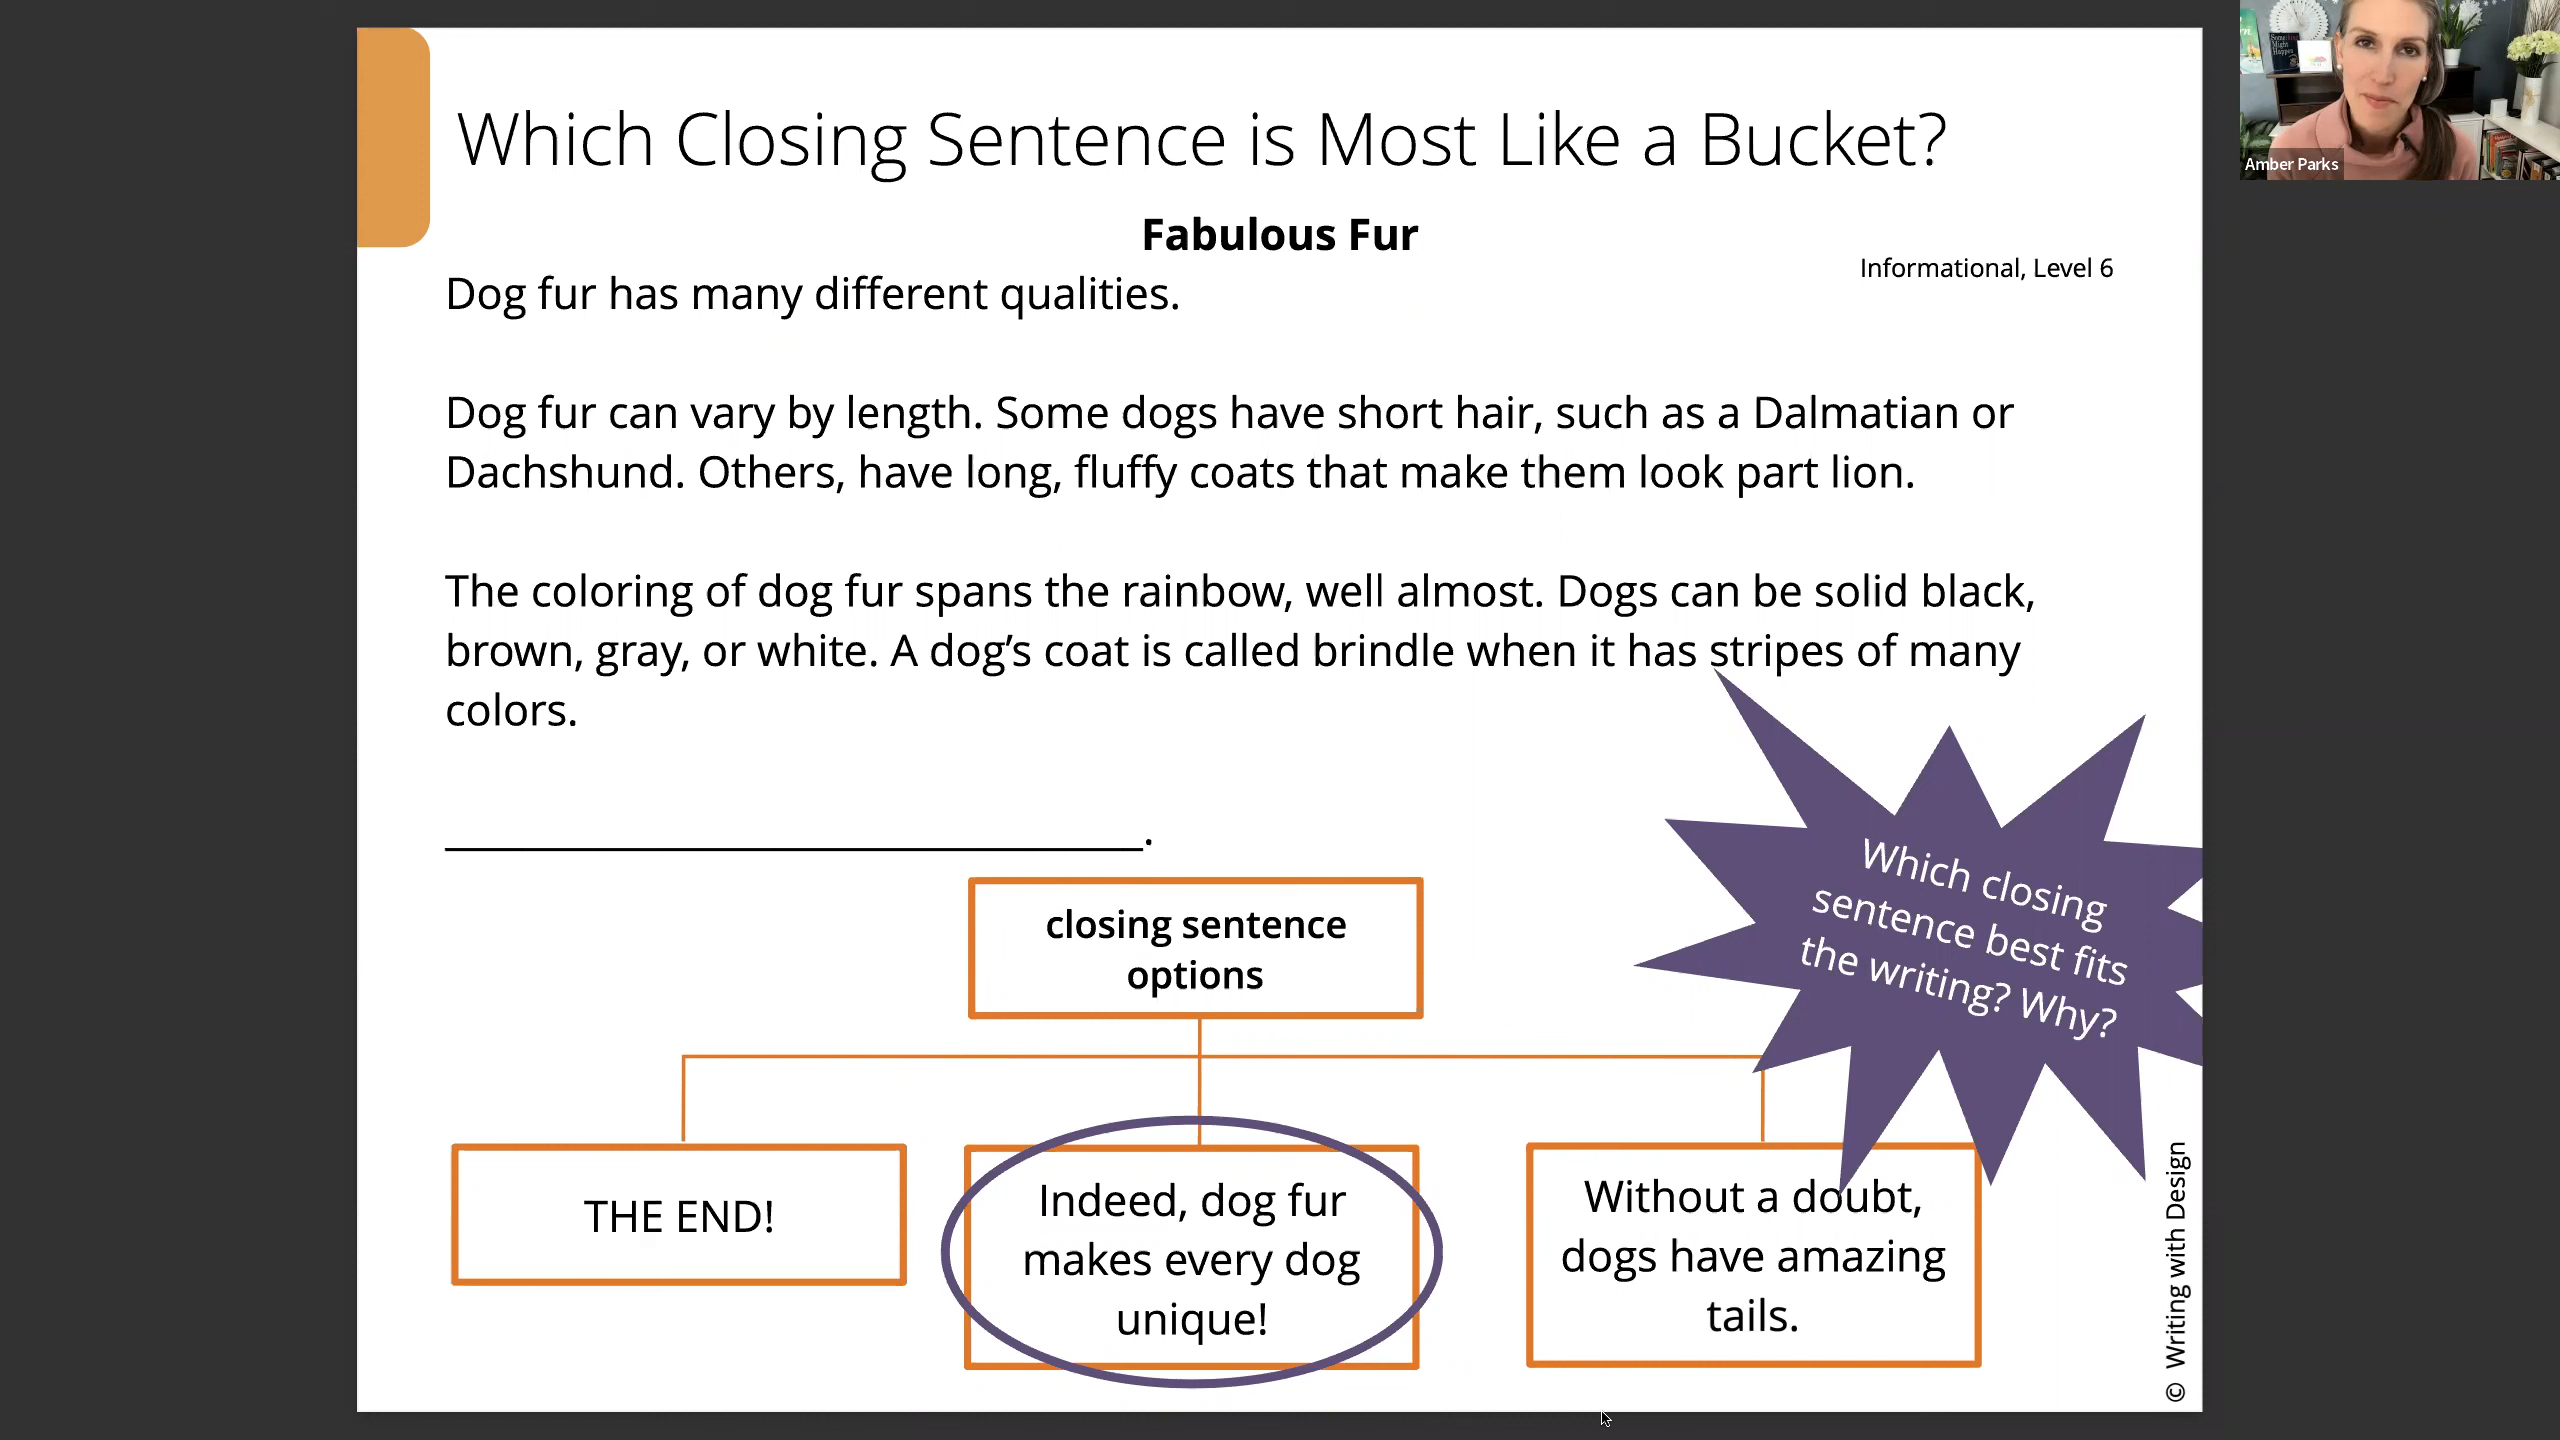 Which Closing Sentence is Most Like a Bucket?
Fabulous Fur
Informational, Level 6
Dog fur has many different qualities.
Dog fur can vary by length. Some dogs have short hair, such as a Dalmatian or
Dachshund. Others, have long, fluffy coats that make them look part lion.
The coloring of dog fur spans the rainbow, well almost. Dogs can be solid black,
brown, gray, or white. A dog’s coat is called brindle when it has stripes of many
colors.
.
Which closing
sentence best fits
the writing? Why?
closing sentence
options
THE END!
Indeed, dog fur
makes every dog
unique!
Without a doubt,
dogs have amazing
tails.
© Writing with Design
Amber Parks